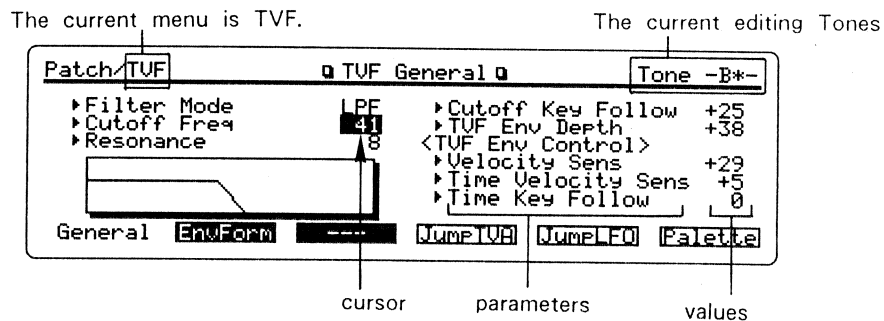 The current menu is TVF.
The current editing Tones
Patch/TVF
TVF General
Tone -B*-
Filter Mode LPF
Cutoff Freq 41
Resonance 8
Cutoff Key Follow +25
TVF Env Depth +38
<TVF Env Control>
Velocity Sens +29
Time Velocity Sens +5
Time Key Follow 0
General EnvForm --- JumpTVA JumpLFO Palette
cursor
parameters
values